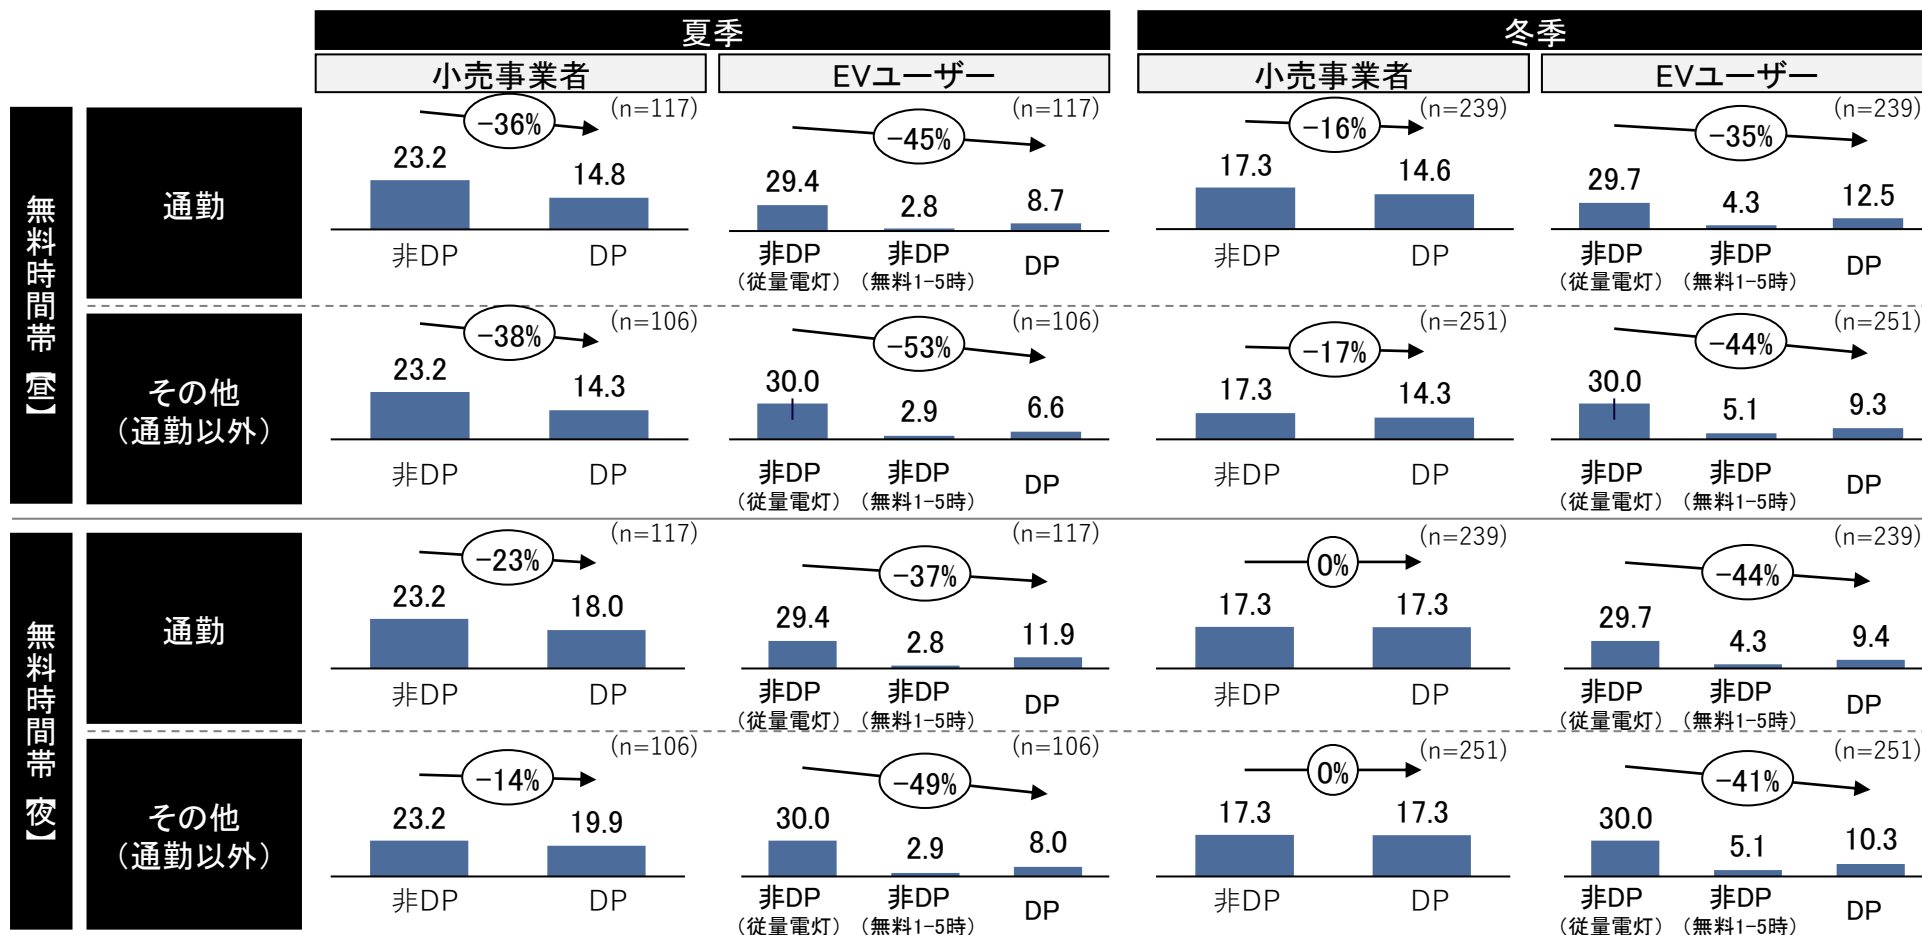 夏季
冬季
小売事業者
EVユーザー
小売事業者
EVユーザー
無料時間帯【昼】
通勤
(n=117)
−36%
23.2
14.8
非DP
DP
(n=117)
−45%
29.4
2.8
8.7
非DP
(従量電灯)
非DP
(無料1−5時)
DP
(n=239)
−16%
17.3
14.6
非DP
DP
(n=239)
−35%
29.7
4.3
12.5
非DP
(従量電灯)
非DP
(無料1−5時)
DP
その他
(通勤以外)
(n=106)
−38%
23.2
14.3
非DP
DP
(n=106)
−53%
30.0
2.9
6.6
非DP
(従量電灯)
非DP
(無料1−5時)
DP
(n=251)
−17%
17.3
14.3
非DP
DP
(n=251)
−44%
30.0
5.1
9.3
非DP
(従量電灯)
非DP
(無料1−5時)
DP
無料時間帯【夜】
通勤
(n=117)
−23%
23.2
18.0
非DP
DP
(n=117)
−37%
29.4
2.8
11.9
非DP
(従量電灯)
非DP
(無料1−5時)
DP
(n=239)
0%
17.3
17.3
非DP
DP
(n=239)
−44%
29.7
4.3
9.4
非DP
(従量電灯)
非DP
(無料1−5時)
DP
その他
(通勤以外)
(n=106)
−14%
23.2
19.9
非DP
DP
(n=106)
−49%
30.0
2.9
8.0
非DP
(従量電灯)
非DP
(無料1−5時)
DP
(n=251)
0%
17.3
17.3
非DP
DP
(n=251)
−41%
30.0
5.1
10.3
非DP
(従量電灯)
非DP
(無料1−5時)
DP